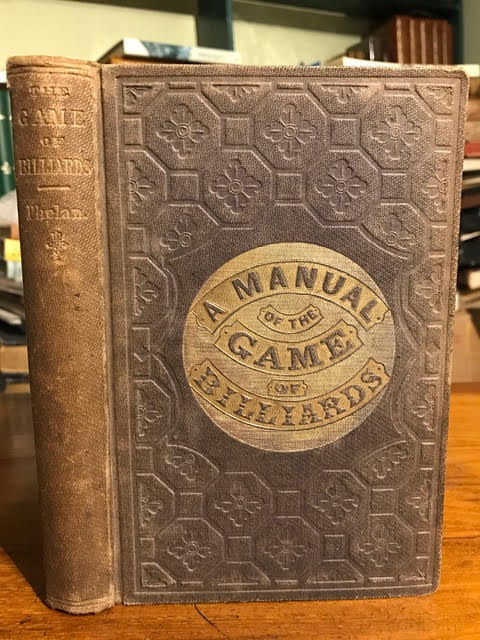 THE
GAME
OF
BILLIARDS
Phelan.
A MANUAL
OF THE
GAME
OF
BILLIARDS